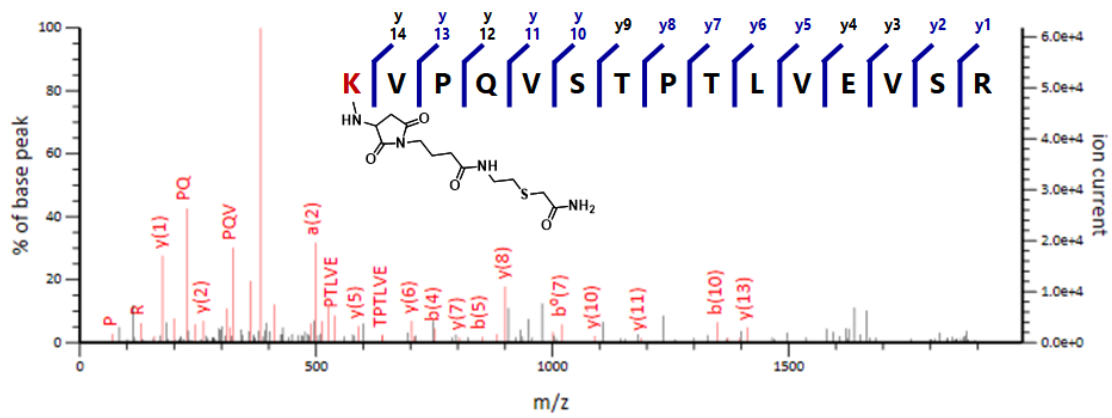 y y y y y y9 y8 y7 y6 y5 y4 y3 y2 y1
14 13 12 11 10
K V P Q V S T P T L V E V S R
HN O
O N
O NH
S
O NH2
% of base peak
100
80
60
40
20
0
ion current
6.0e+4
5.0e+4
4.0e+4
3.0e+4
2.0e+4
1.0e+4
0.0e+0
P
R
y(1)
PQ
y(2)
PQV
a(2)
PTLVE
y(5)
TPTLVE
y(6)
b(4)
y(7)
b(5)
y(8)
b°(7)
y(10)
y(11)
b(10)
y(13)
0 500 1000 1500
m/z